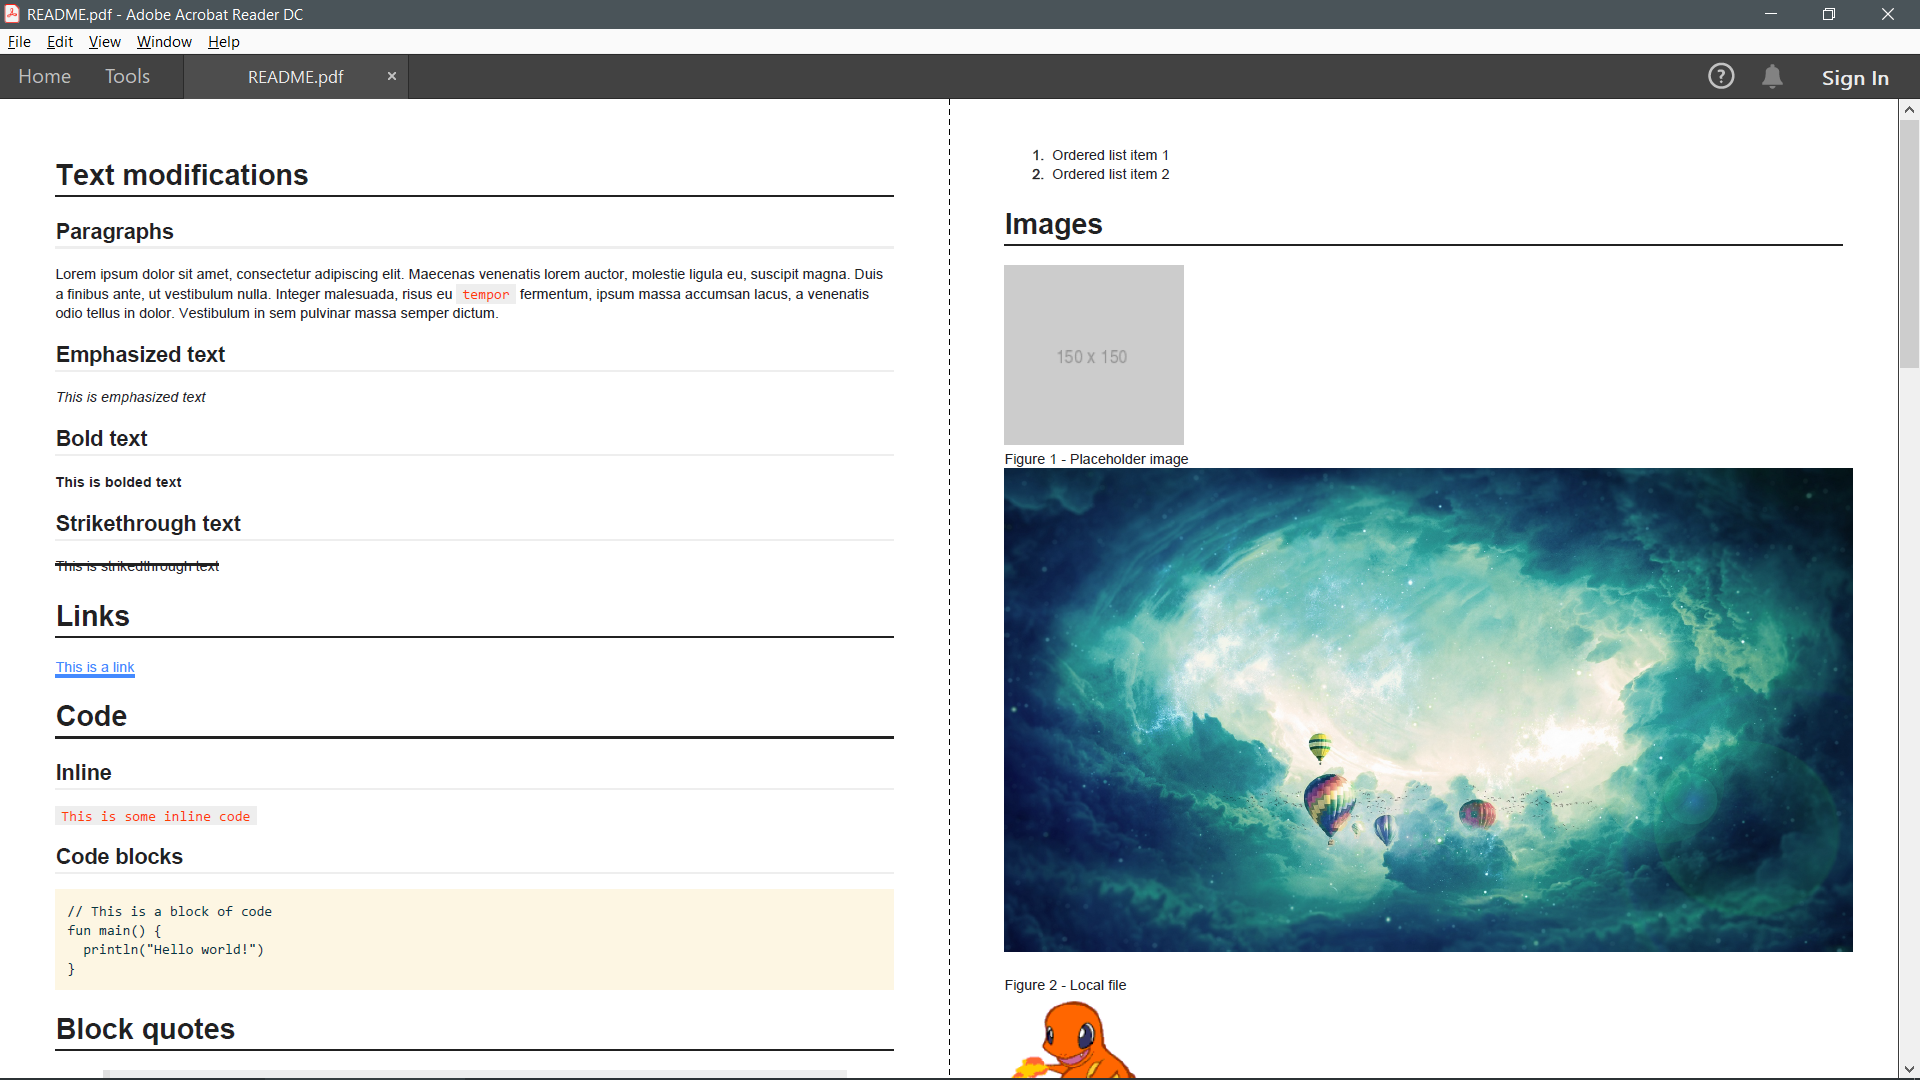 README.pdf - Adobe Acrobat Reader DC
File Edit View Window Help
Home Tools README.pdf × ? Sign In
Text modifications
Paragraphs
Lorem ipsum dolor sit amet, consectetur adipiscing elit. Maecenas venenatis lorem auctor, molestie ligula eu, suscipit magna. Duis
a finibus ante, ut vestibulum nulla. Integer malesuada, risus eu tempor fermentum, ipsum massa accumsan lacus, a venenatis
odio tellus in dolor. Vestibulum in sem pulvinar massa semper dictum.
Emphasized text
This is emphasized text
Bold text
This is bolded text
Strikethrough text
This is strikedthrough text
Links
This is a link
Code
Inline
This is some inline code
Code blocks
// This is a block of code
fun main() {
  println("Hello world!")
}
Block quotes
1. Ordered list item 1
2. Ordered list item 2
Images
150 x 150
Figure 1 - Placeholder image
Figure 2 - Local file